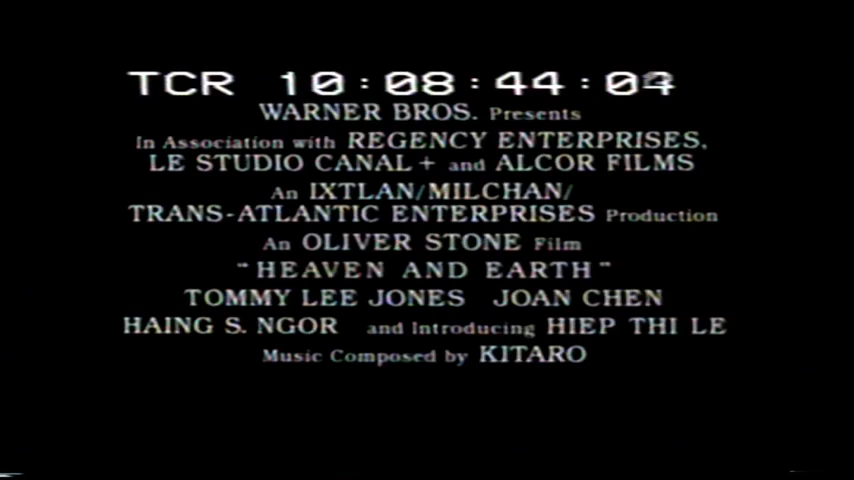 TCR 10:08:44:04
WARNER BROS. Presents
In Association with REGENCY ENTERPRISES,
LE STUDIO CANAL+ and ALCOR FILMS
An IXTLAN/MILCHAN/
TRANS-ATLANTIC ENTERPRISES Production
An OLIVER STONE Film
"HEAVEN AND EARTH"
TOMMY LEE JONES JOAN CHEN
HAING S. NGOR and Introducing HIEP THI LE
Music Composed by KITARO